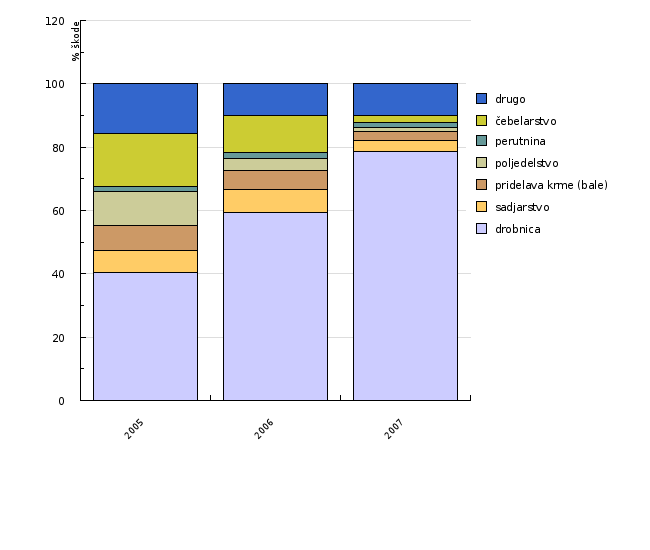 120
% škode
100
80
60
40
20
0
2005
2006
2007
drugo
čebelarstvo
perutnina
poljedelstvo
pridelava krme (bale)
sadjarstvo
drobnica